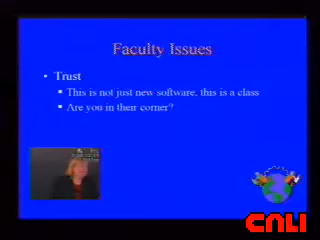 Faculty Issues
• Trust
▪ This is not just new software, this is a class
▪ Are you in their corner?
CNLI